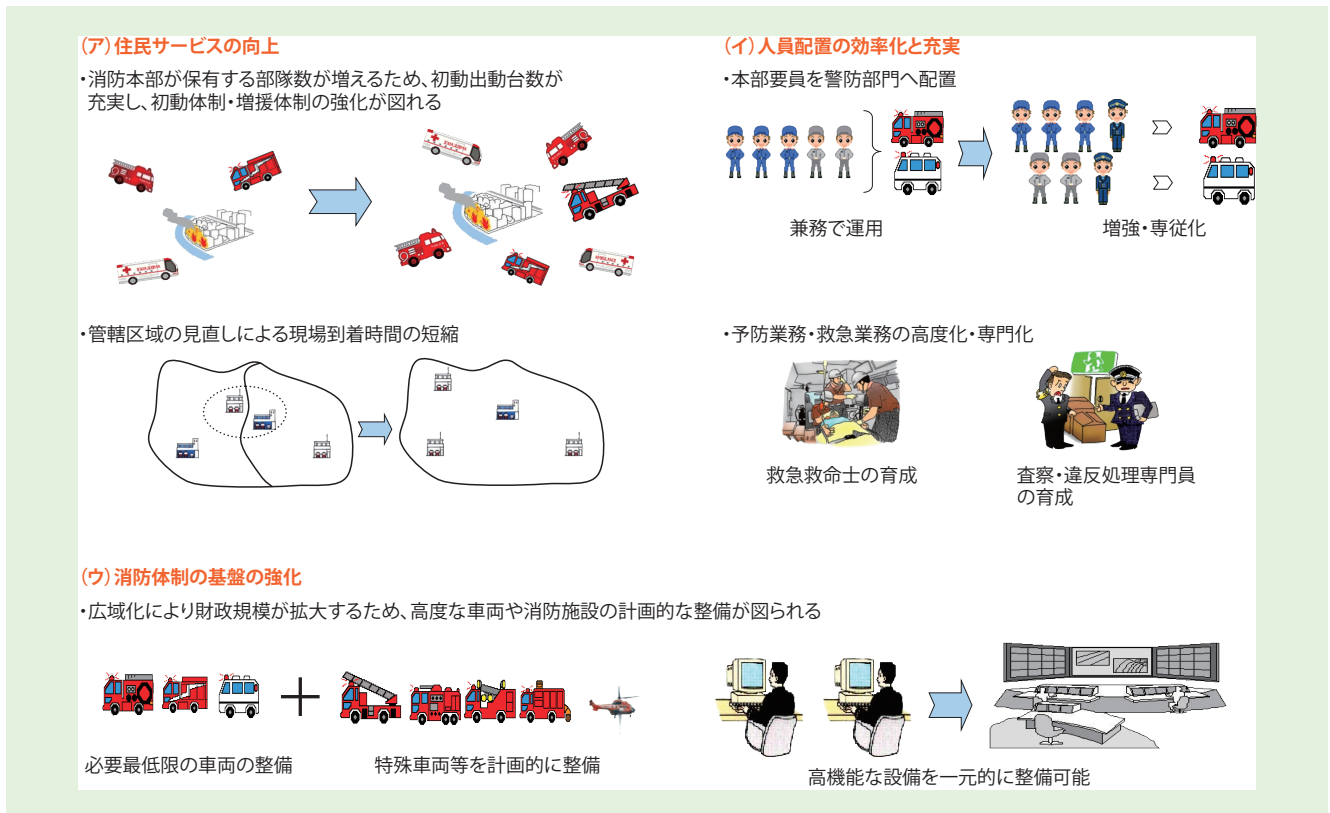 (ア)住民サービスの向上
・消防本部が保有する部隊数が増えるため、初動出動台数が
充実し、初動体制・増援体制の強化が図れる
・管轄区域の見直しによる現場到着時間の短縮
(イ)人員配置の効率化と充実
・本部要員を警防部門へ配置
兼務で運用
増強・専従化
・予防業務・救急業務の高度化・専門化
救急救命士の育成
査察・違反処理専門員
の育成
(ウ)消防体制の基盤の強化
・広域化により財政規模が拡大するため、高度な車両や消防施設の計画的な整備が図られる
必要最低限の車両の整備
特殊車両等を計画的に整備
高機能な設備を一元的に整備可能